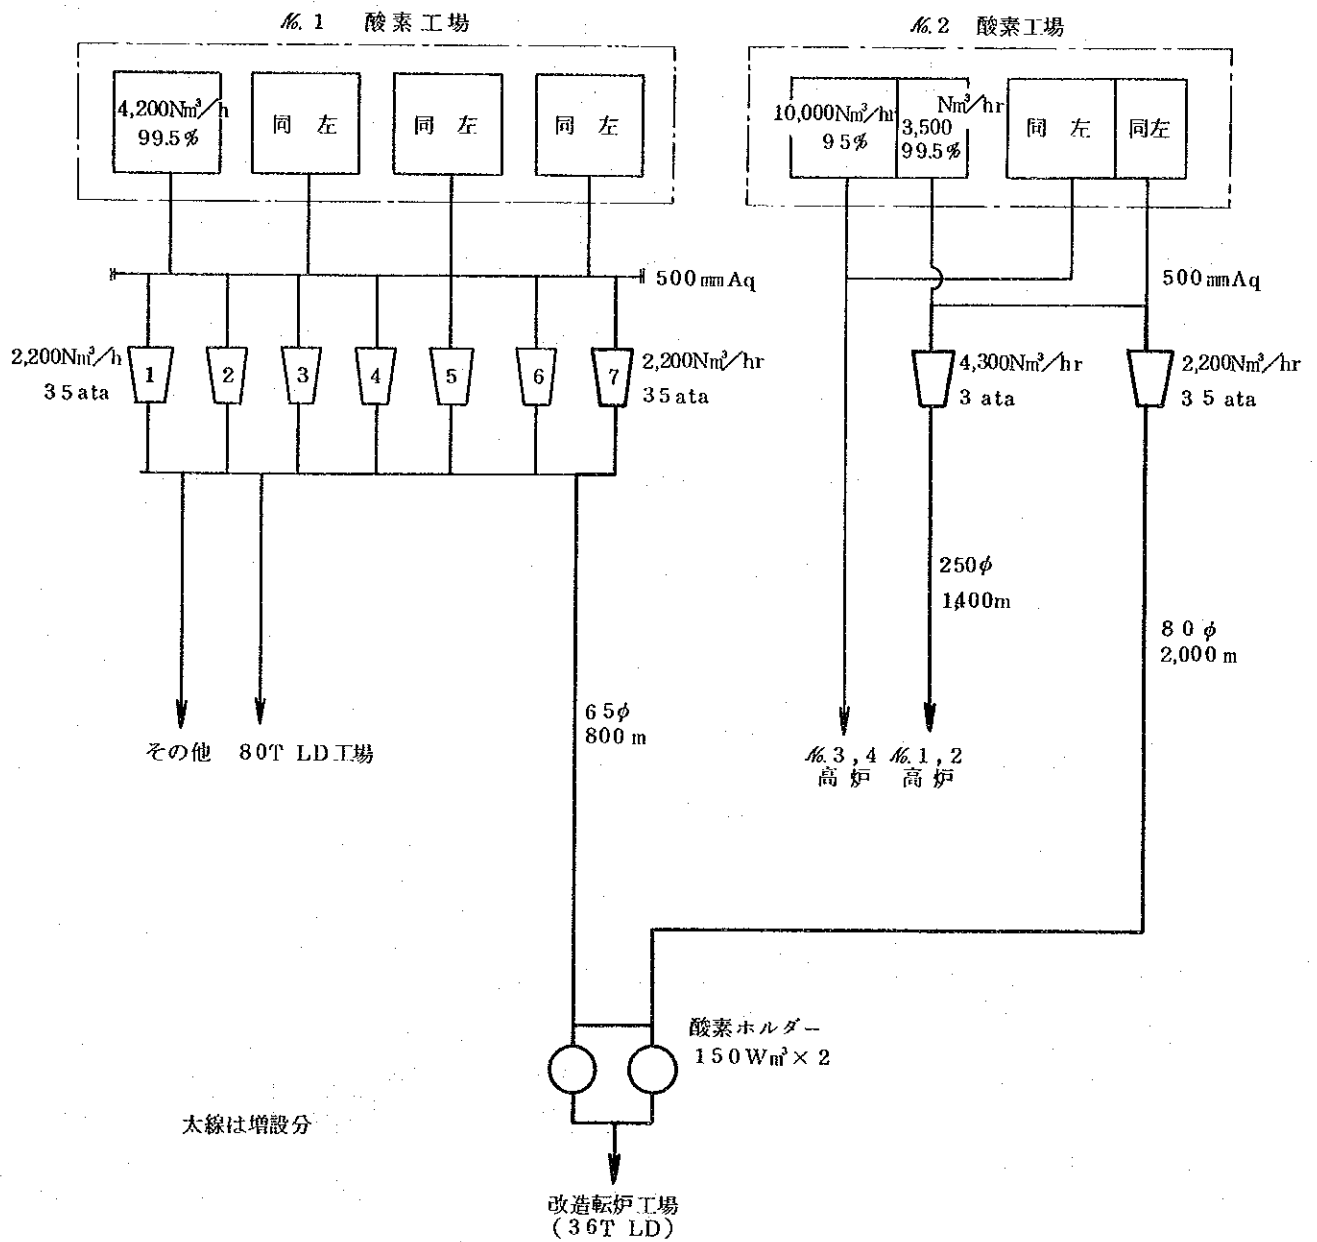 №.1 酸素工場
4,200Nm³/h
99.5%
同左
同左
同左
500mmAq
2,200Nm³/h
35ata
1
2
3
4
5
6
7
2,200Nm³/hr
35ata
その他
80T LD工場
65φ
800m
№.2 酸素工場
10,000Nm³/hr
95%
Nm³/hr
3,500
99.5%
同左
同左
500mmAq
4,300Nm³/hr
3 ata
2,200Nm³/hr
35 ata
250φ
1,400m
80φ
2,000m
№.3,4
高炉
№.1,2
高炉
酸素ホルダー
150Wm³×2
太線は増設分
改造転炉工場
(36T LD)